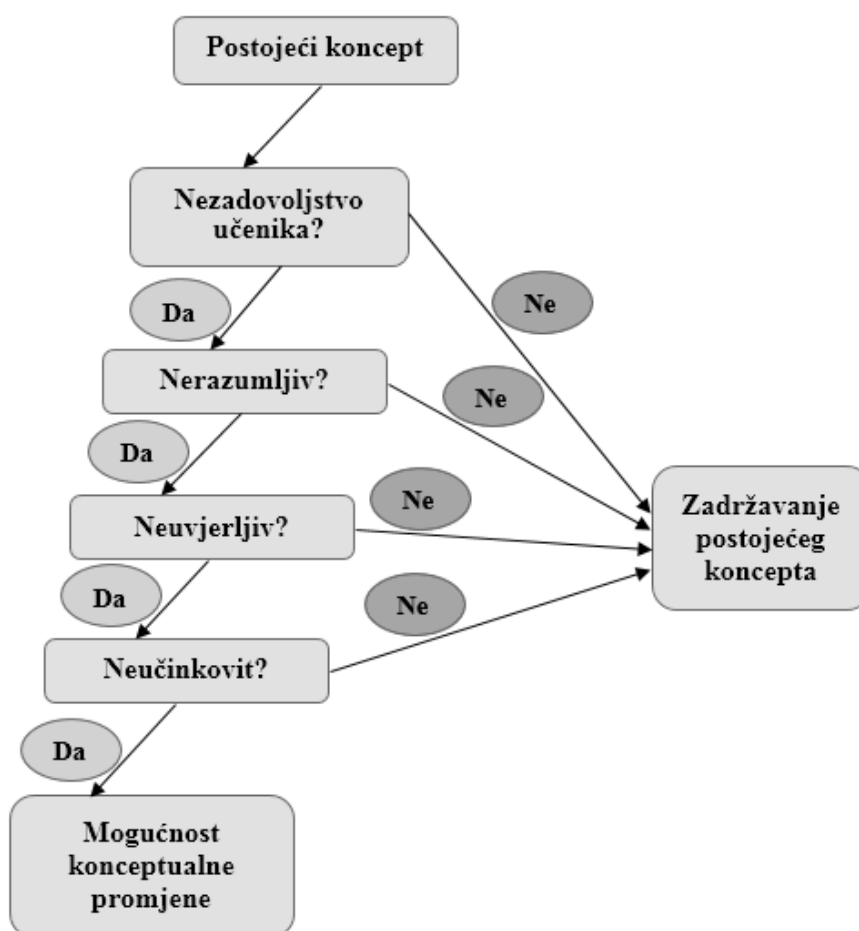 Postojeći koncept
Nezadovoljstvo
učenika?
Da
Ne
Nerazumljiv?
Ne
Da
Neuvjerljiv?
Ne
Zadržavanje
postojećeg
koncepta
Da
Ne
Neučinkovit?
Da
Mogućnost
konceptualne
promjene